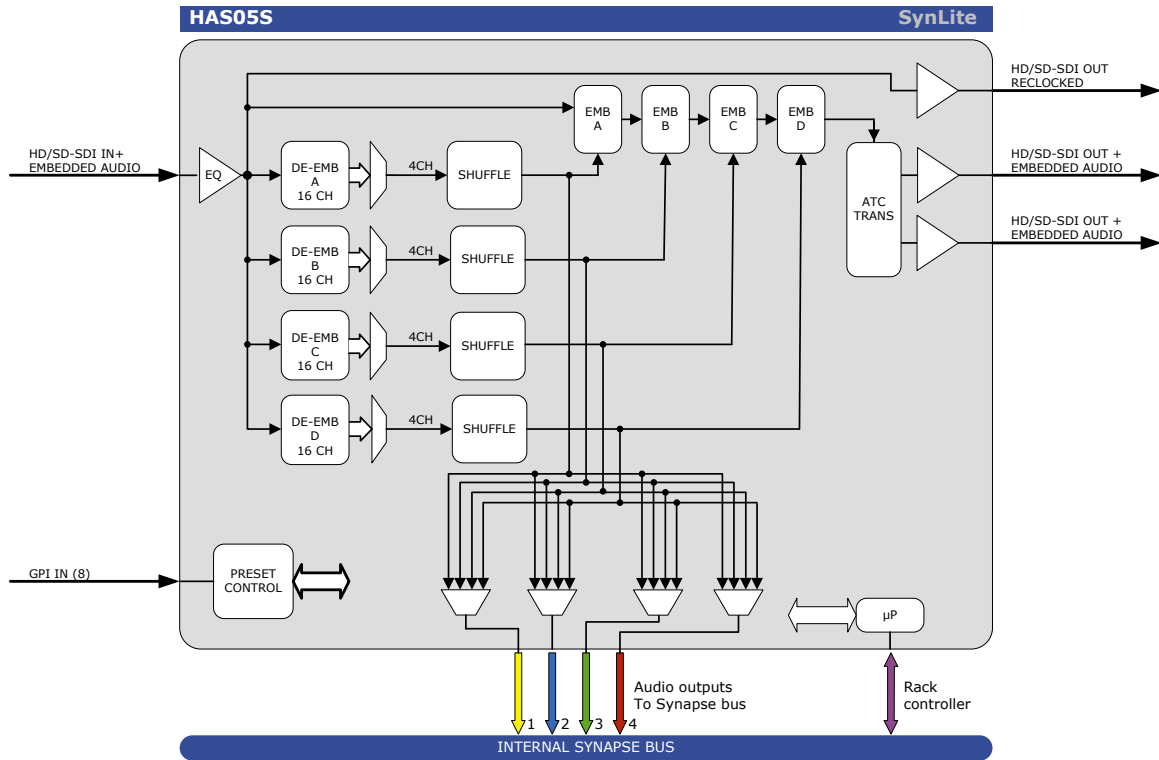 HAS05S
SynLite
HD/SD-SDI OUT
RECLOCKED
HD/SD-SDI IN+
EMBEDDED AUDIO
EQ
EMB
A
EMB
B
EMB
C
EMB
D
HD/SD-SDI OUT +
EMBEDDED AUDIO
HD/SD-SDI OUT +
EMBEDDED AUDIO
ATC
TRANS
DE-EMB
A
16 CH
4CH
SHUFFLE
DE-EMB
B
16 CH
4CH
SHUFFLE
DE-EMB
C
16 CH
4CH
SHUFFLE
DE-EMB
D
16 CH
4CH
SHUFFLE
GPI IN (8)
PRESET
CONTROL
µP
Audio outputs
To Synapse bus
Rack
controller
1
2
3
4
INTERNAL SYNAPSE BUS